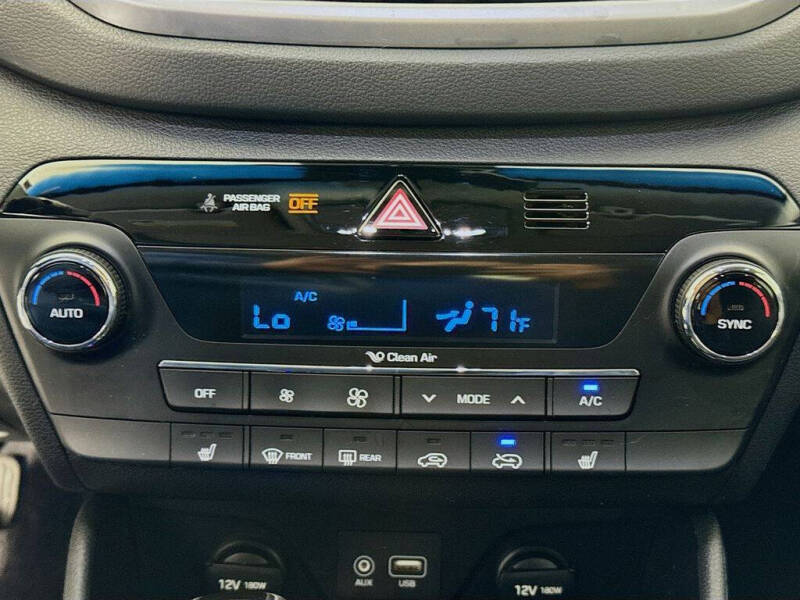 PASSENGER
AIR BAG
OFF
A/C
Lo
71F
AUTO
SYNC
Clean Air
OFF
MODE
A/C
FRONT
REAR
12V 180W
AUX
USB
12V 180W